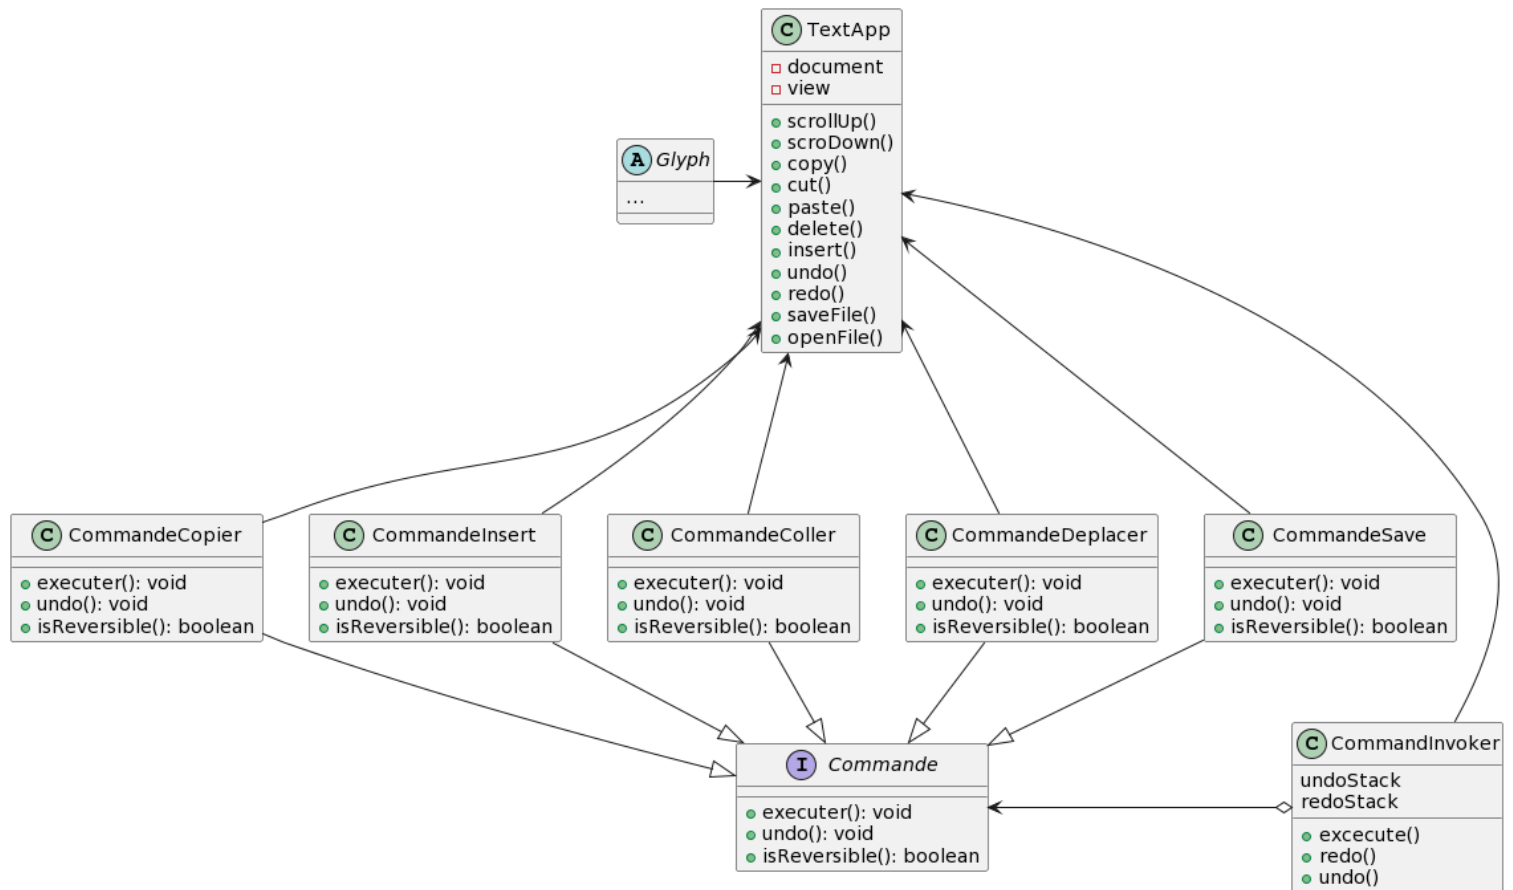 C TextApp
document
view
scrollUp()
scroDown()
copy()
cut()
paste()
delete()
insert()
undo()
redo()
saveFile()
openFile()
A Glyph
...
C CommandeCopier
executer(): void
undo(): void
isReversible(): boolean
C CommandeInsert
executer(): void
undo(): void
isReversible(): boolean
C CommandeColler
executer(): void
undo(): void
isReversible(): boolean
C CommandeDeplacer
executer(): void
undo(): void
isReversible(): boolean
C CommandeSave
executer(): void
undo(): void
isReversible(): boolean
I Commande
executer(): void
undo(): void
isReversible(): boolean
C CommandInvoker
undoStack
redoStack
excecute()
redo()
undo()